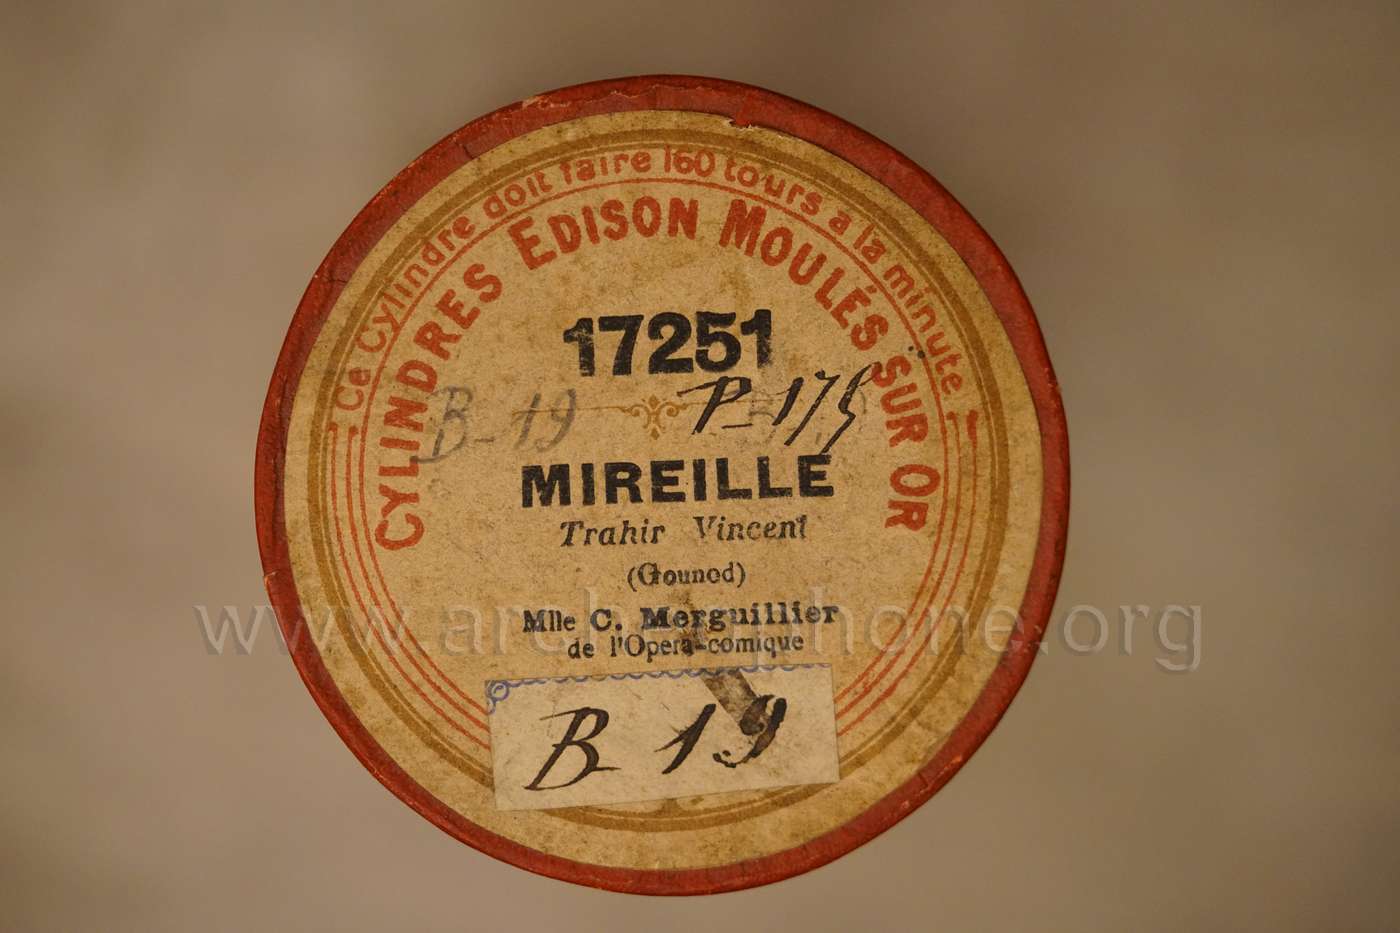 Ce Cylindre doit faire 160 tours a la minute
CYLINDRES EDISON MOULÉS SUR OR
17251
B-19
P-175
MIREILLE
Trahir Vincent
(Gounod)
Mlle C. Merguillier
de l'Opera-comique
www.archeophone.org
B 19